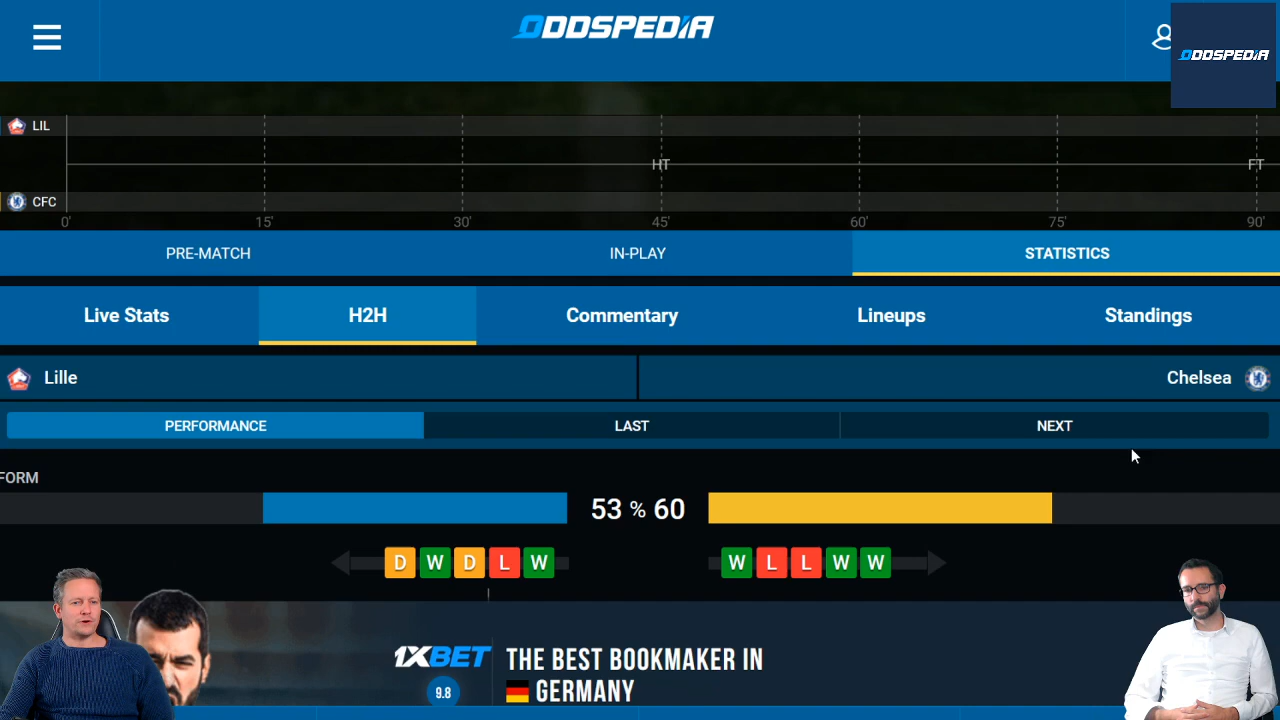 ODDSPEDIA
ODDSPEDIA
LIL
HT
FT
CFC
0' 15' 30' 45' 60' 75' 90'
PRE-MATCH IN-PLAY STATISTICS
Live Stats H2H Commentary Lineups Standings
Lille Chelsea
PERFORMANCE LAST NEXT
FORM
53 % 60
D W D L W W L L W W
1XBET THE BEST BOOKMAKER IN
9.8 GERMANY